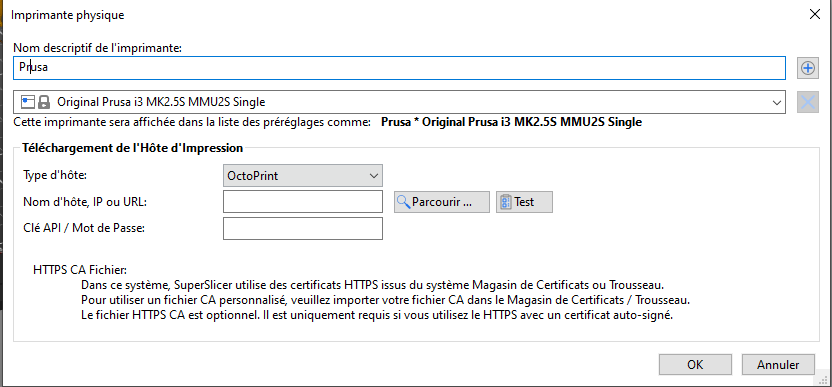 Imprimante physique
Nom descriptif de l'imprimante:
Prusa
Original Prusa i3 MK2.5S MMU2S Single
Cette imprimante sera affichée dans la liste des préréglages comme: Prusa * Original Prusa i3 MK2.5S MMU2S Single
Téléchargement de l'Hôte d'Impression
Type d'hôte: OctoPrint
Nom d'hôte, IP ou URL: Parcourir ... Test
Clé API / Mot de Passe:
HTTPS CA Fichier:
Dans ce système, SuperSlicer utilise des certificats HTTPS issus du système Magasin de Certificats ou Trousseau.
Pour utiliser un fichier CA personnalisé, veuillez importer votre fichier CA dans le Magasin de Certificats / Trousseau.
Le fichier HTTPS CA est optionnel. Il est uniquement requis si vous utilisez le HTTPS avec un certificat auto-signé.
OK Annuler